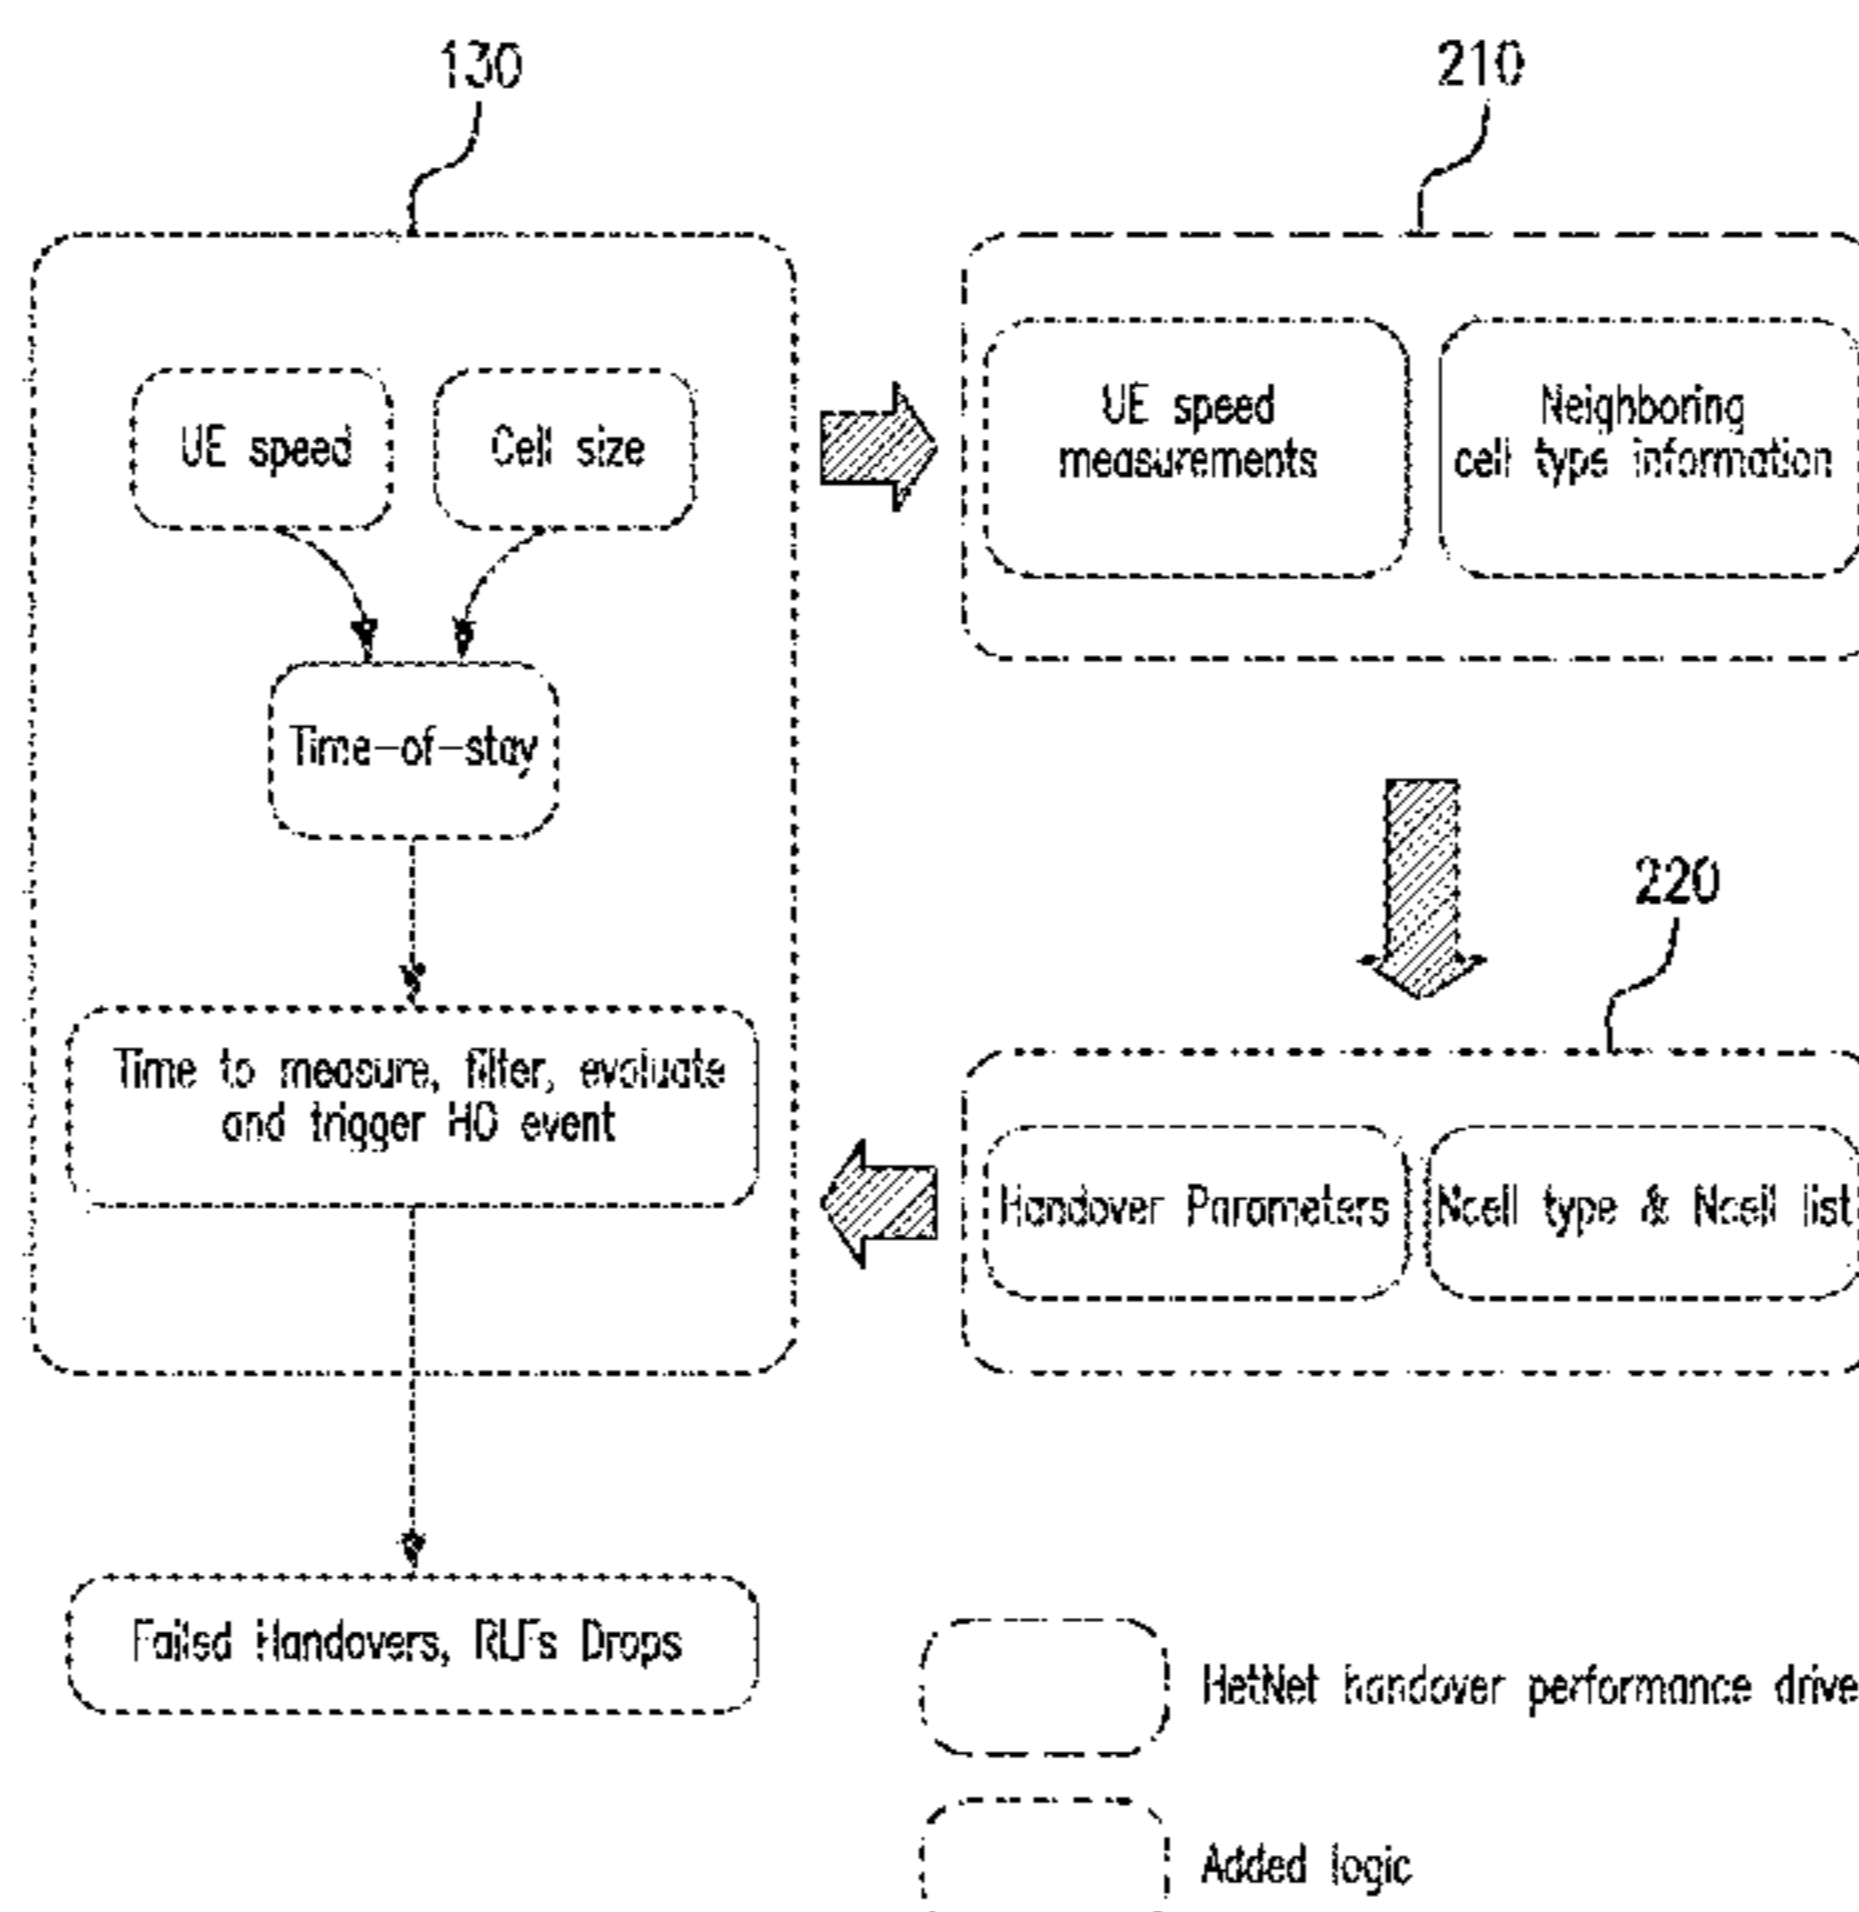 130
210
UE speed
Cell size
UE speed
measurements
Neighboring
cell type information
Time-of-stay
220
Time to measure, filter, evaluate
and trigger HO event
Handover Parameters
Ncell type & Ncell list
Failed Handovers, RLFs Drops
HetNet handover performance drive
Added logic